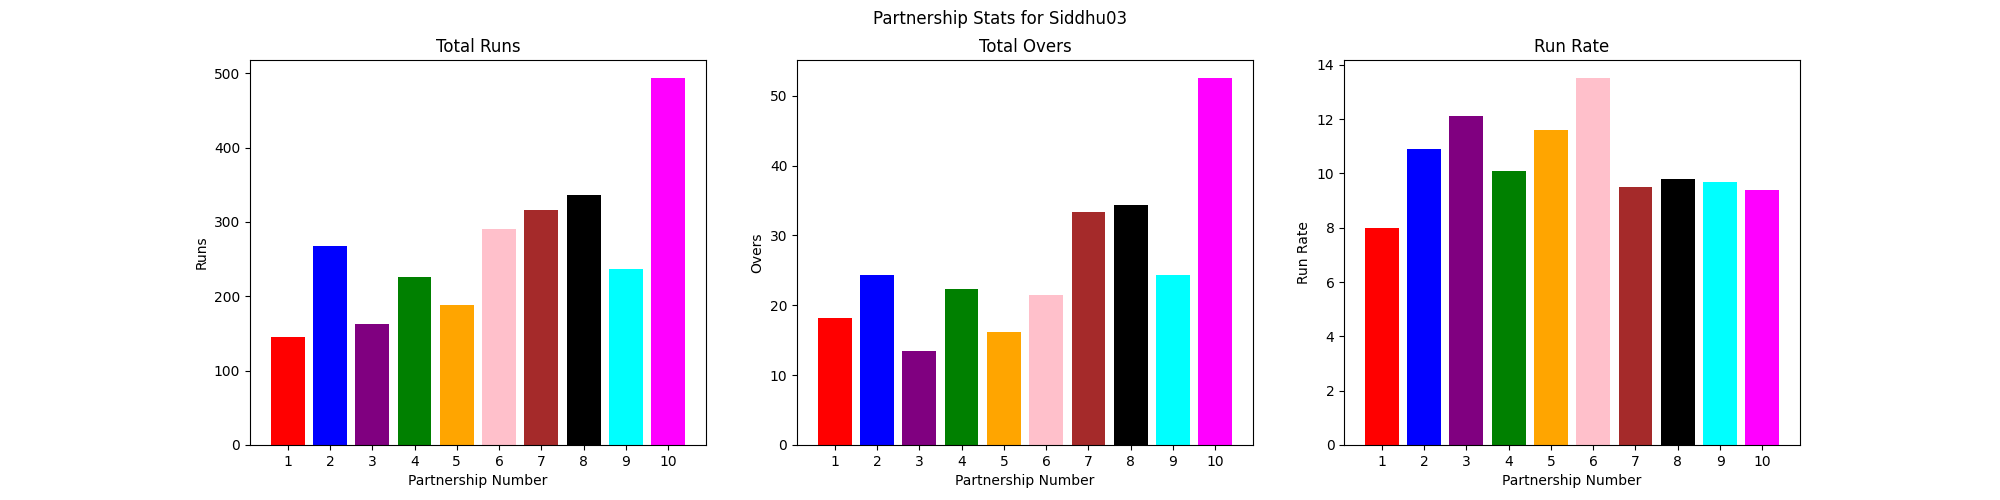 Partnership Stats for Siddhu03
Total Runs
Runs
500
400
300
200
100
0
1 2 3 4 5 6 7 8 9 10
Partnership Number
Total Overs
Overs
50
40
30
20
10
0
1 2 3 4 5 6 7 8 9 10
Partnership Number
Run Rate
Run Rate
14
12
10
8
6
4
2
0
1 2 3 4 5 6 7 8 9 10
Partnership Number